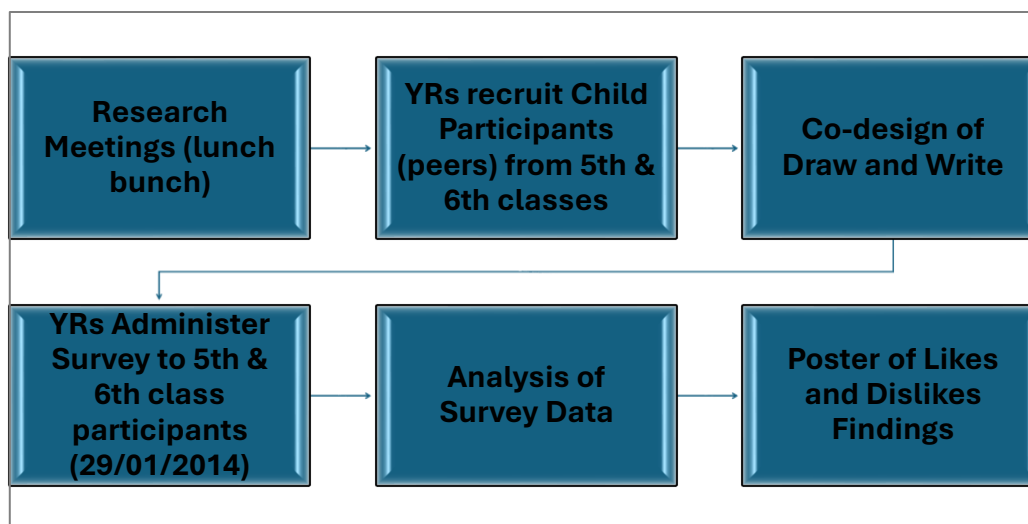 Research
Meetings (lunch
bunch)
YRs recruit Child
Participants
(peers) from 5th &
6th classes
Co-design of
Draw and Write
YRs Administer
Survey to 5th &
6th class
participants
(29/01/2014)
Analysis of
Survey Data
Poster of Likes
and Dislikes
Findings